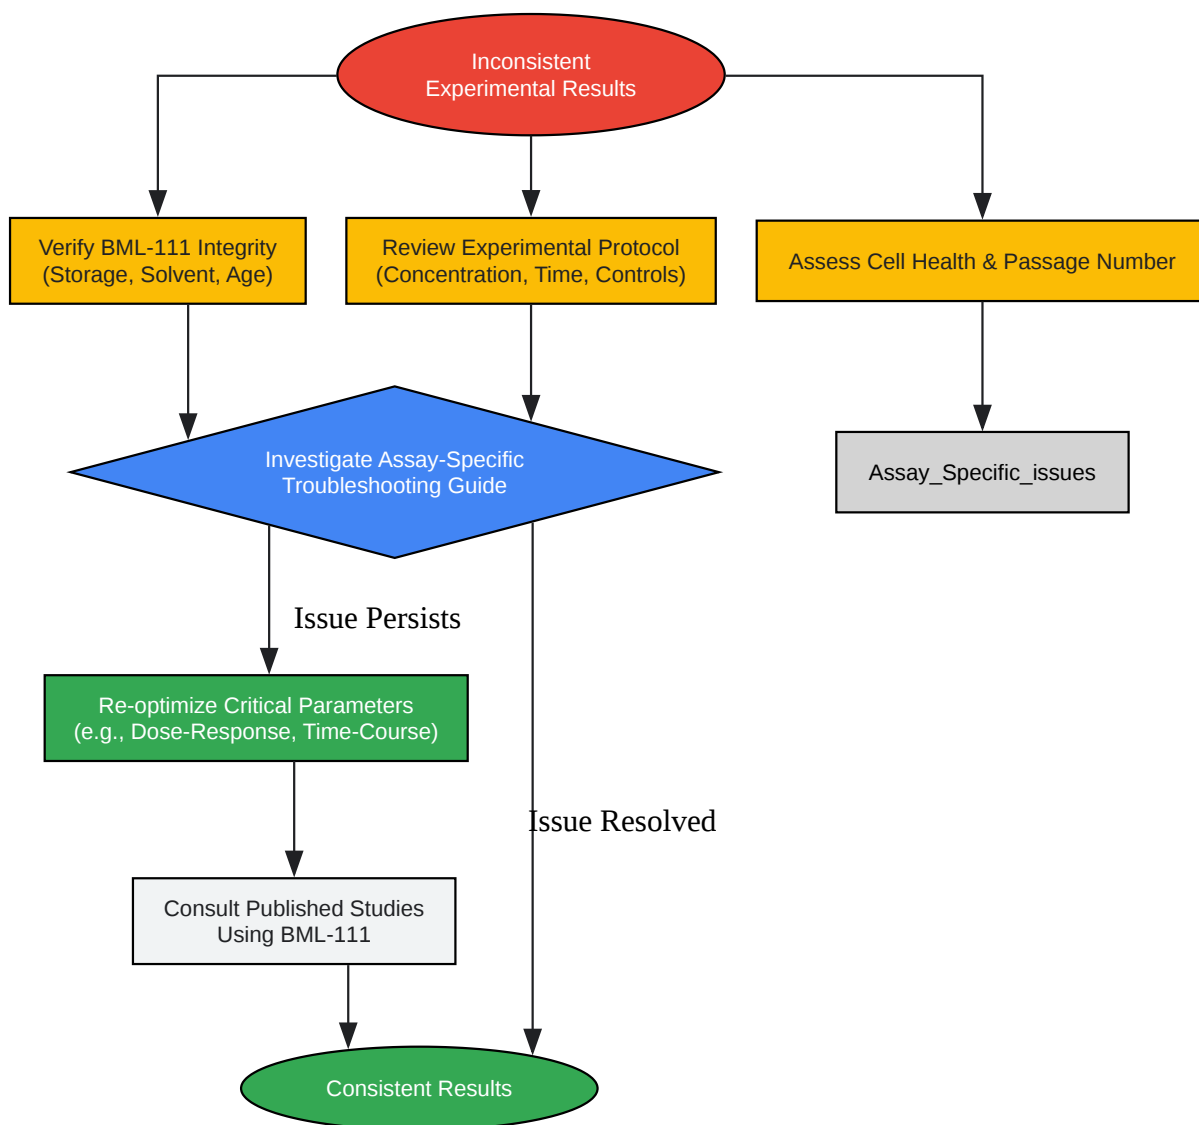 Inconsistent
Experimental Results
Verify BML-111 Integrity
(Storage, Solvent, Age)
Review Experimental Protocol
(Concentration, Time, Controls)
Assess Cell Health & Passage Number
Investigate Assay-Specific
Troubleshooting Guide
Assay_Specific_issues
Issue Persists
Re-optimize Critical Parameters
(e.g., Dose-Response, Time-Course)
Issue Resolved
Consult Published Studies
Using BML-111
Consistent Results